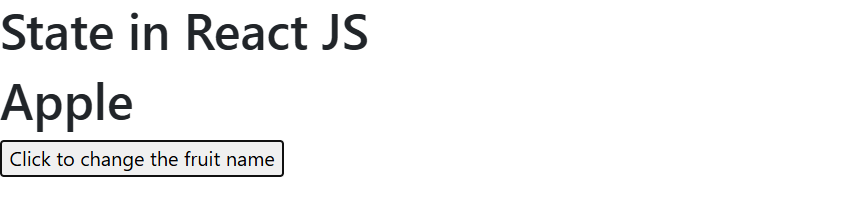 State in React JS
Apple
Click to change the fruit name